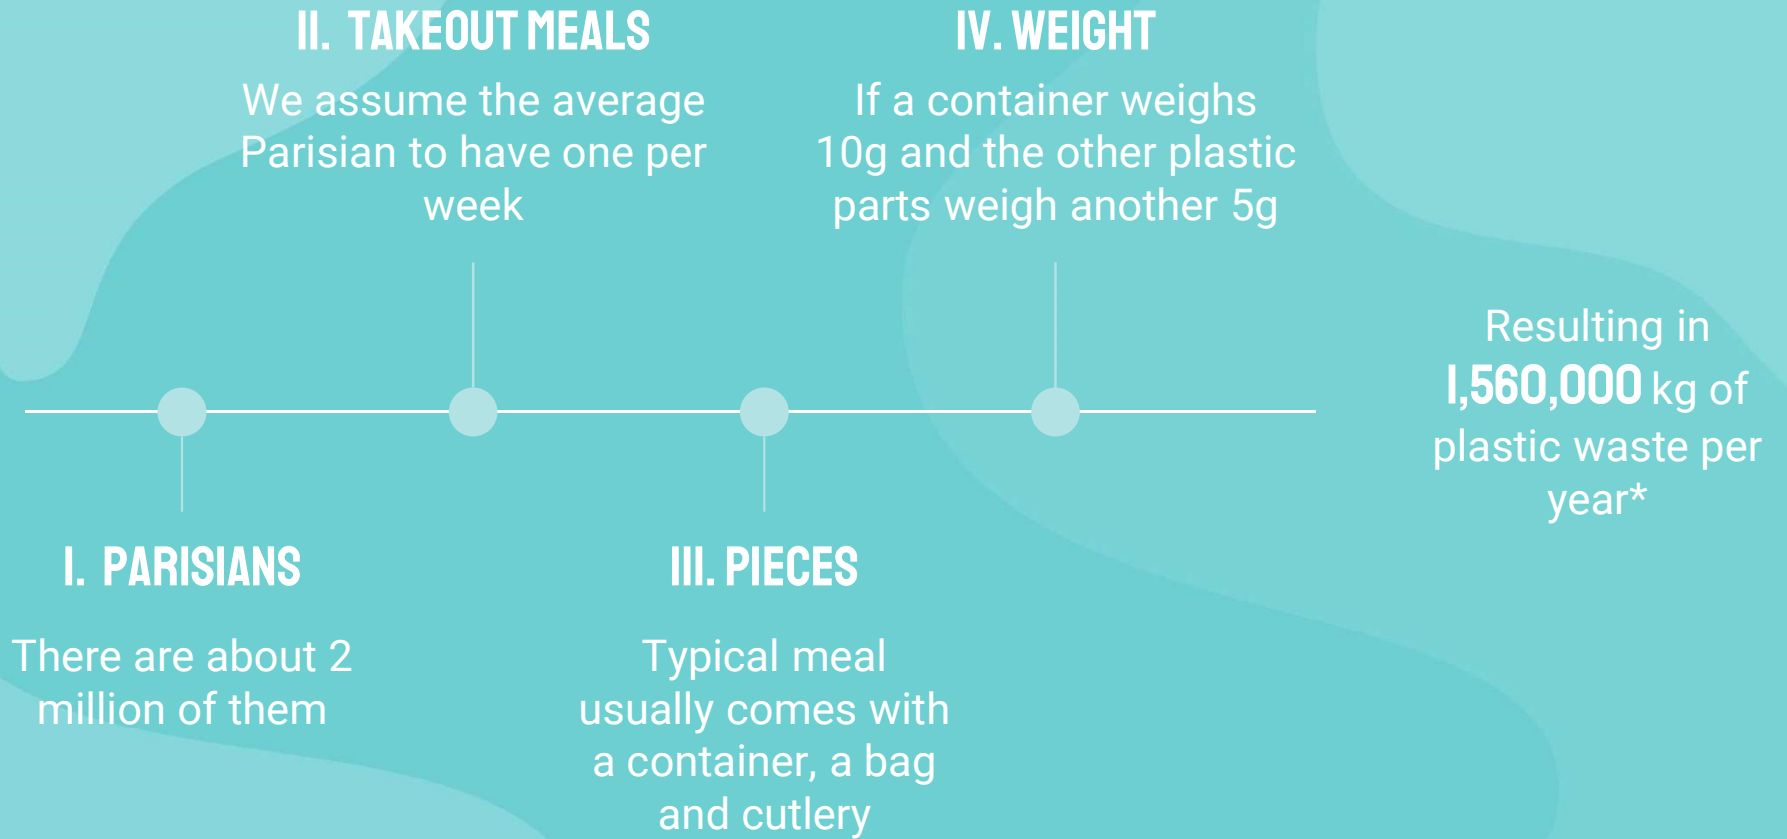 II. TAKEOUT MEALS
We assume the average
Parisian to have one per
week
IV. WEIGHT
If a container weighs
10g and the other plastic
parts weigh another 5g
Resulting in
1,560,000 kg of
plastic waste per
year*
I. PARISIANS
There are about 2
million of them
III. PIECES
Typical meal
usually comes with
a container, a bag
and cutlery